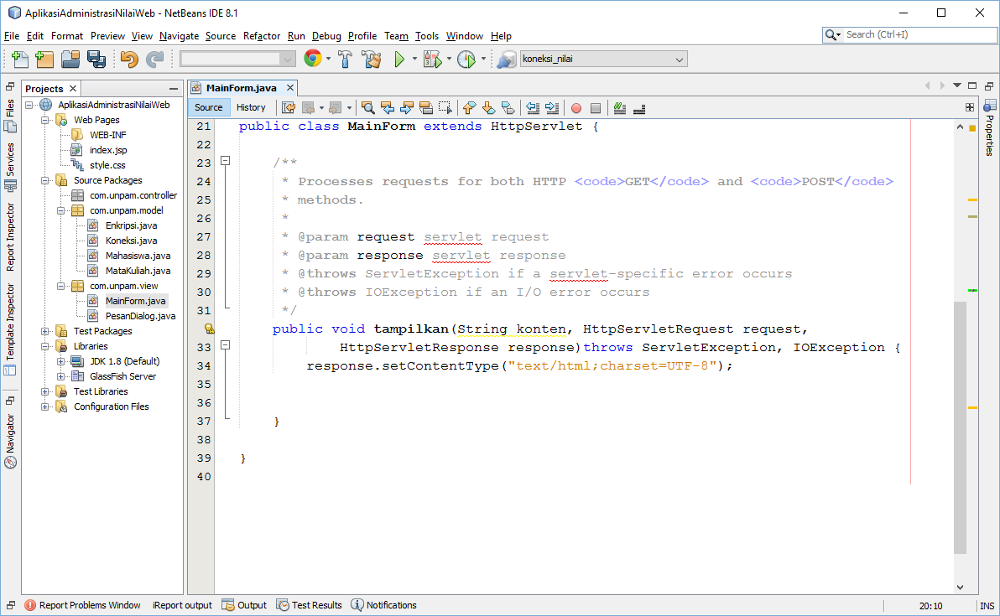 AplikasiAdministrasiNilaiWeb - NetBeans IDE 8.1
File Edit Format Preview View Navigate Source Refactor Run Debug Profile Team Tools Window Help
Search (Ctrl+I)
koneksi_nilai
Files
Services
Report Inspector
Template Inspector
Navigator
Projects
AplikasiAdministrasiNilaiWeb
Web Pages
WEB-INF
index.jsp
style.css
Source Packages
com.unpam.controller
com.unpam.model
Enkripsi.java
Koneksi.java
Mahasiswa.java
MataKuliah.java
com.unpam.view
MainForm.java
PesanDialog.java
Test Packages
Libraries
JDK 1.8 (Default)
GlassFish Server
Test Libraries
Configuration Files
MainForm.java
Source History
21 public class MainForm extends HttpServlet {
22
23 /**
24 * Processes requests for both HTTP <code>GET</code> and <code>POST</code>
25 * methods.
26 *
27 * @param request servlet request
28 * @param response servlet response
29 * @throws ServletException if a servlet-specific error occurs
30 * @throws IOException if an I/O error occurs
31 */
public void tampilkan(String konten, HttpServletRequest request,
33 HttpServletResponse response)throws ServletException, IOException {
34 response.setContentType("text/html;charset=UTF-8");
35
36
37 }
38
39 }
40
Properties
Report Problems Window iReport output Output Test Results Notifications
20:10 INS